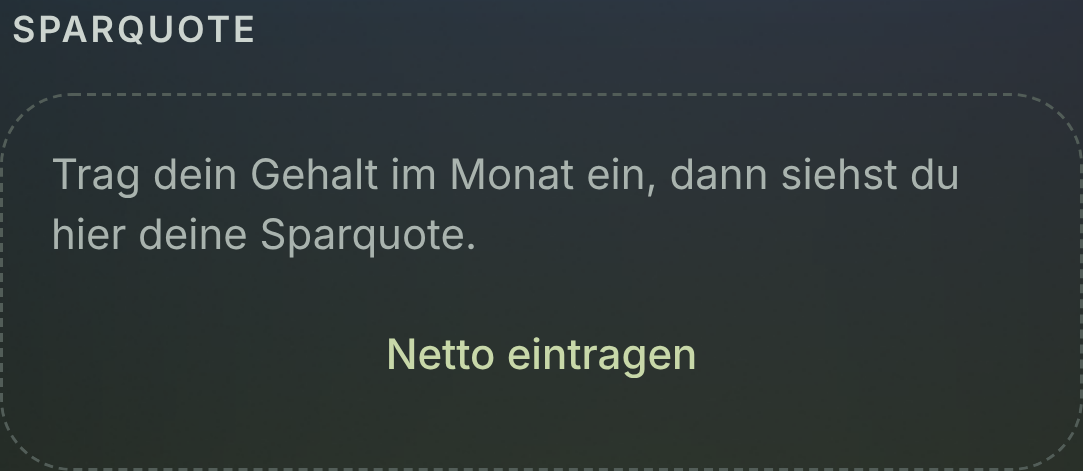 SPARQUOTE
Trag dein Gehalt im Monat ein, dann siehst du
hier deine Sparquote.
Netto eintragen